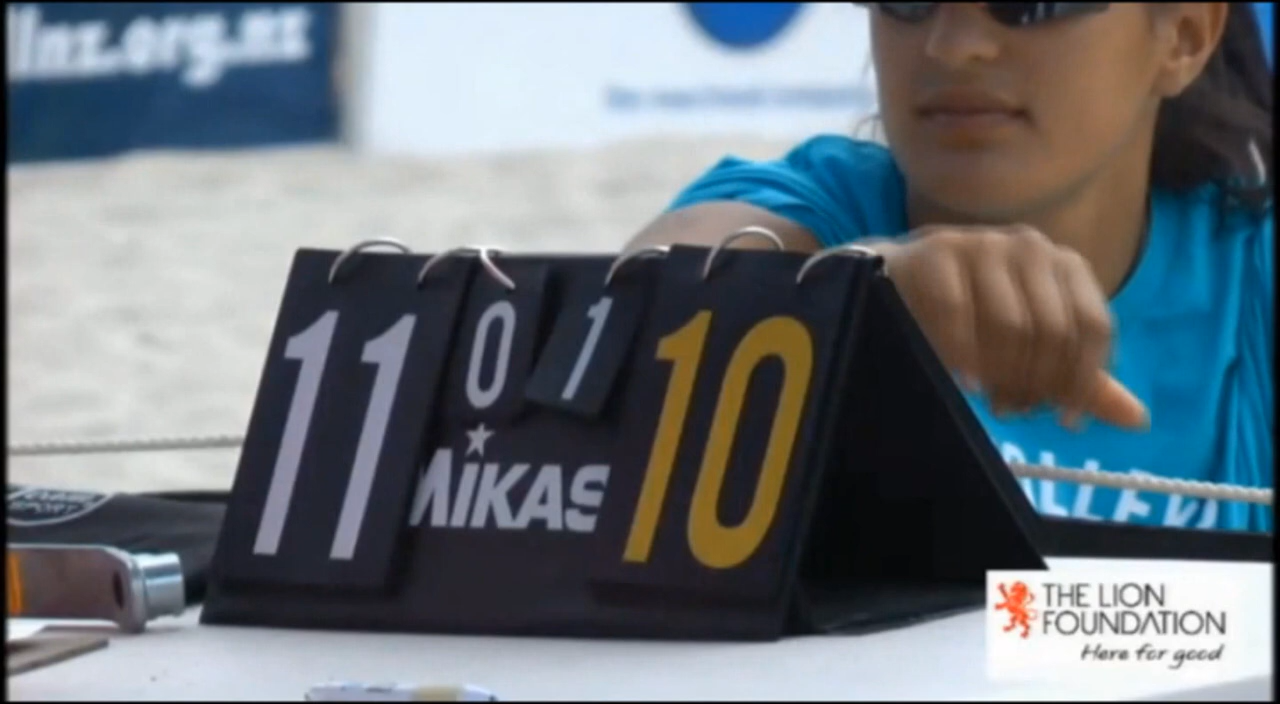 llnz.org.nz
11 0 1 10
MIKAS
THE LION
FOUNDATION
Here for good